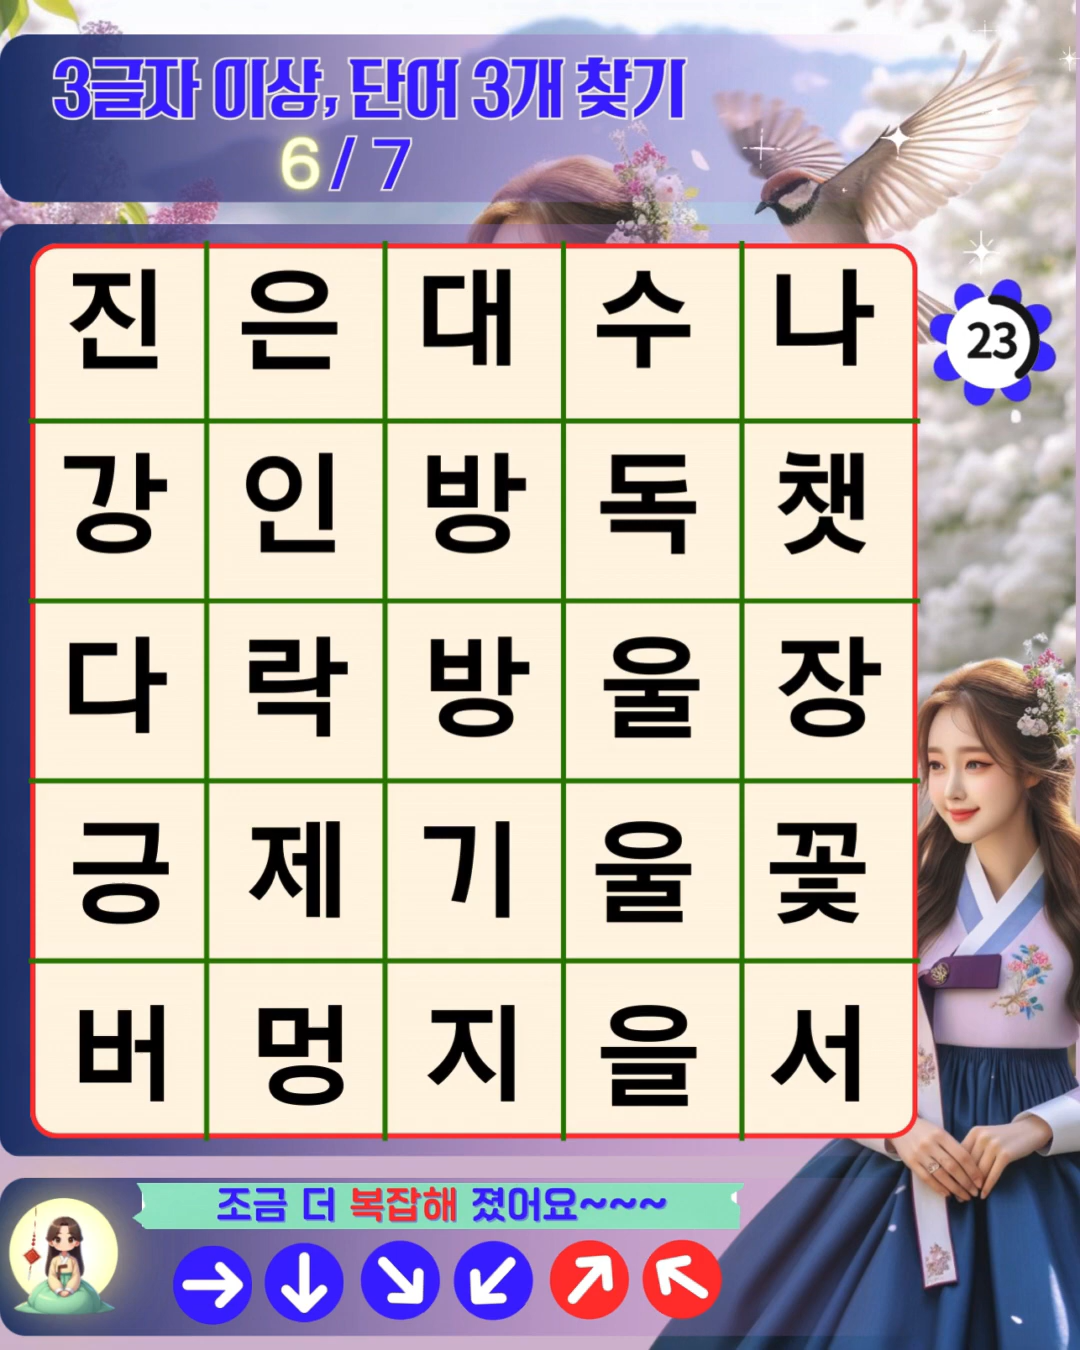 3글자 이상, 단어 3개 찾기
6 / 7
진 은 대 수 나
23
강 인 방 독 챗
다 락 방 울 장
긍 제 기 울 꽃
버 멍 지 을 서
조금 더 복잡해 졌어요~~~